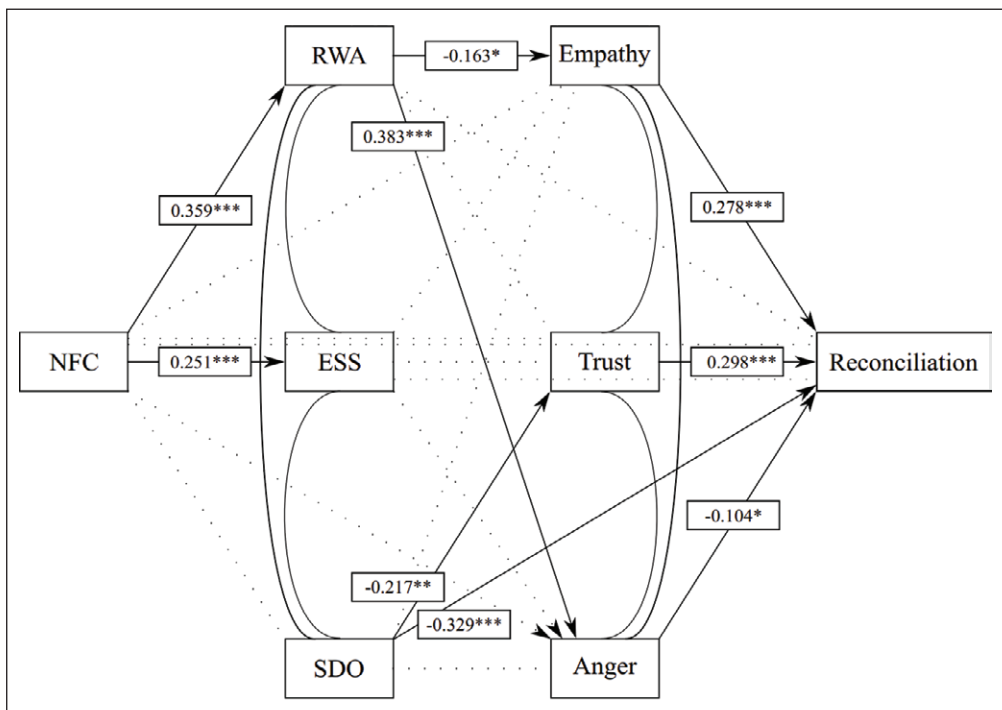 RWA
-0.163*
Empathy
0.383***
0.359***
0.278***
NFC
0.251***
ESS
Trust
0.298***
Reconciliation
-0.104*
-0.217**
-0.329***
SDO
Anger